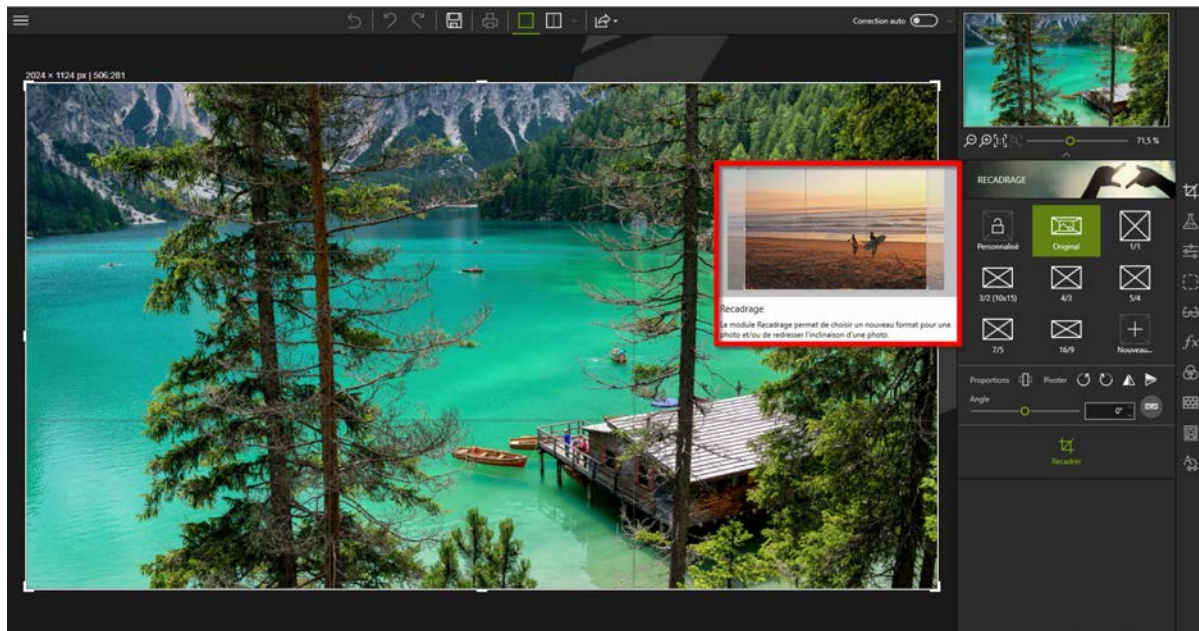 Correction auto
2024 × 1124 px | 506:281
71,5 %
RECADRAGE
Personnalisé
Original
1/1
3/2 (10x15)
4/3
5/4
7/5
16/9
Nouveau...
Proportions
Pivoter
Angle
0°
Recadrer
Recadrage
Le module Recadrage permet de choisir un nouveau format pour une
photo et/ou de redresser l'inclinaison d'une photo.